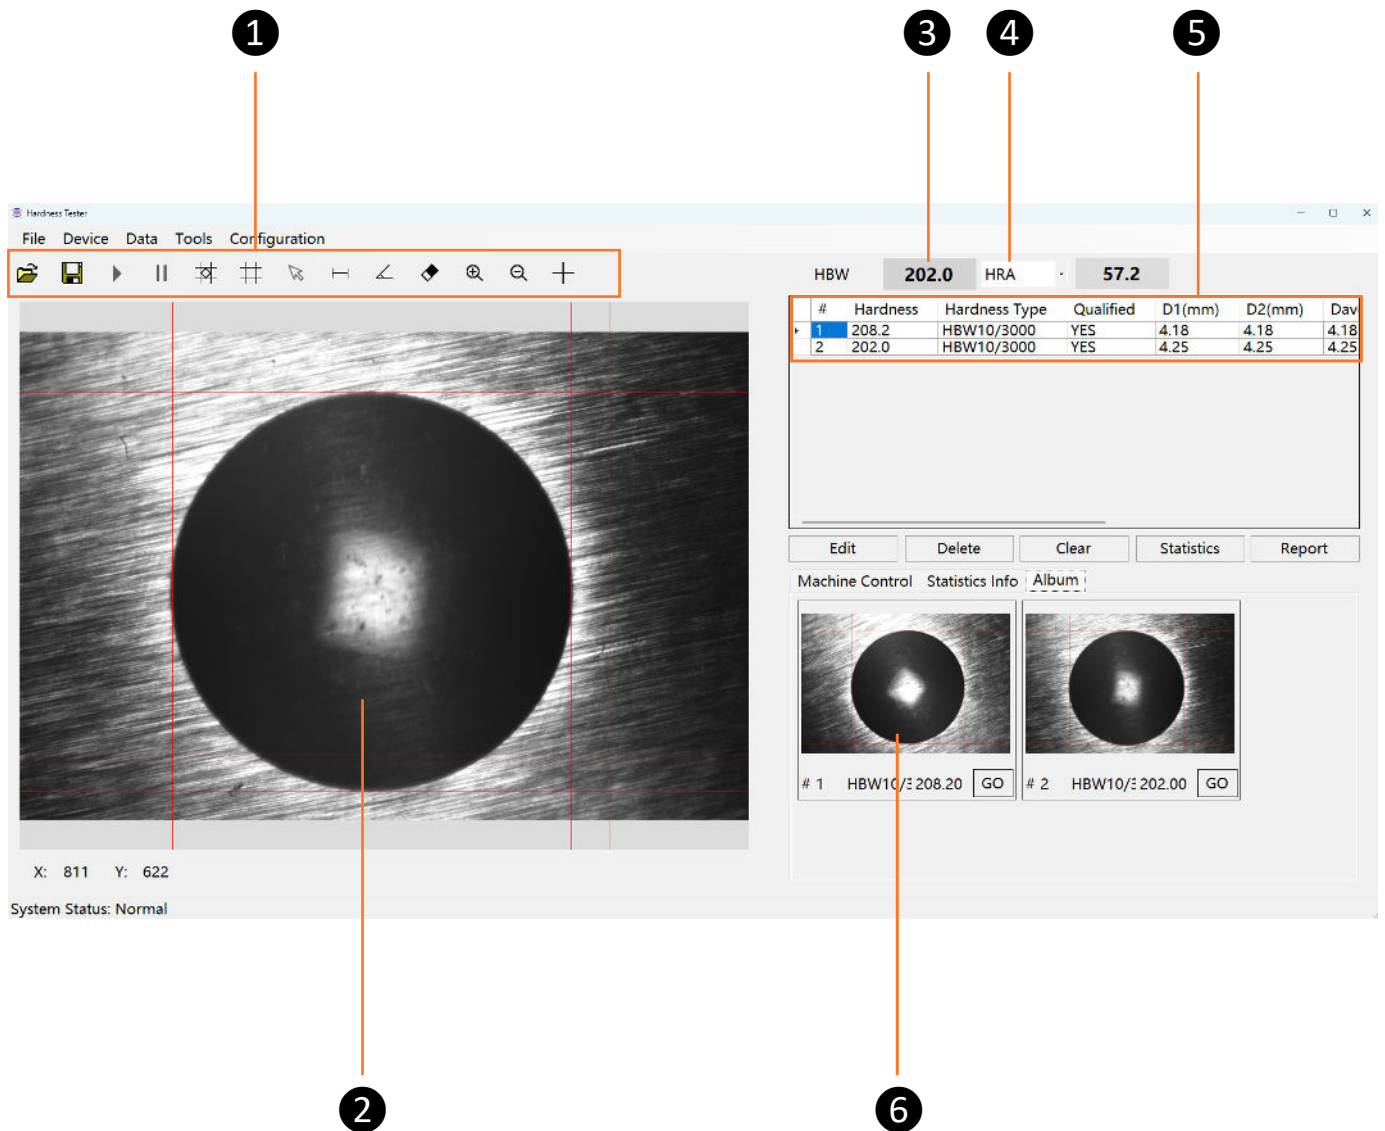 1 3 4 5
Hardness Tester
File Device Data Tools Configuration
HBW 202.0 HRA 57.2
# Hardness Hardness Type Qualified D1(mm) D2(mm) Dav
1 208.2 HBW10/3000 YES 4.18 4.18 4.18
2 202.0 HBW10/3000 YES 4.25 4.25 4.25
Edit Delete Clear Statistics Report
Machine Control Statistics Info Album
# 1 HBW10/3 208.20 GO # 2 HBW10/3 202.00 GO
X: 811 Y: 622
System Status: Normal
2 6